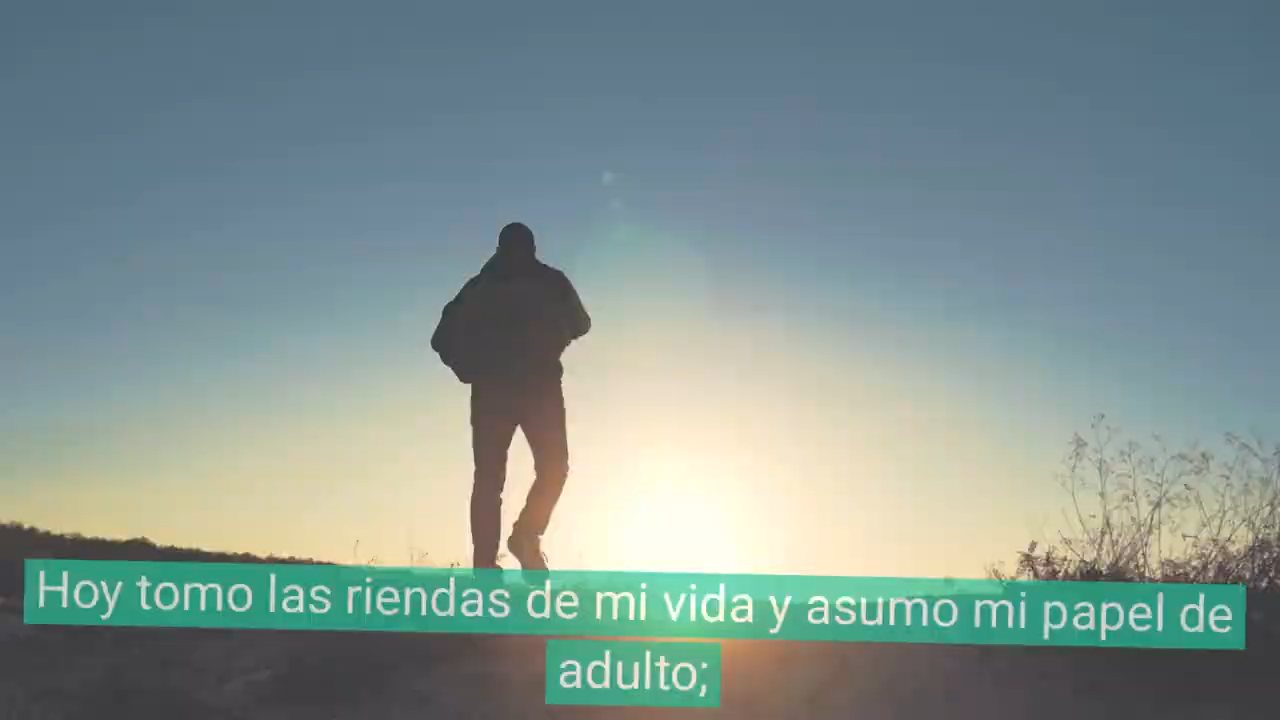 Hoy tomo las riendas de mi vida y asumo mi papel de
adulto;